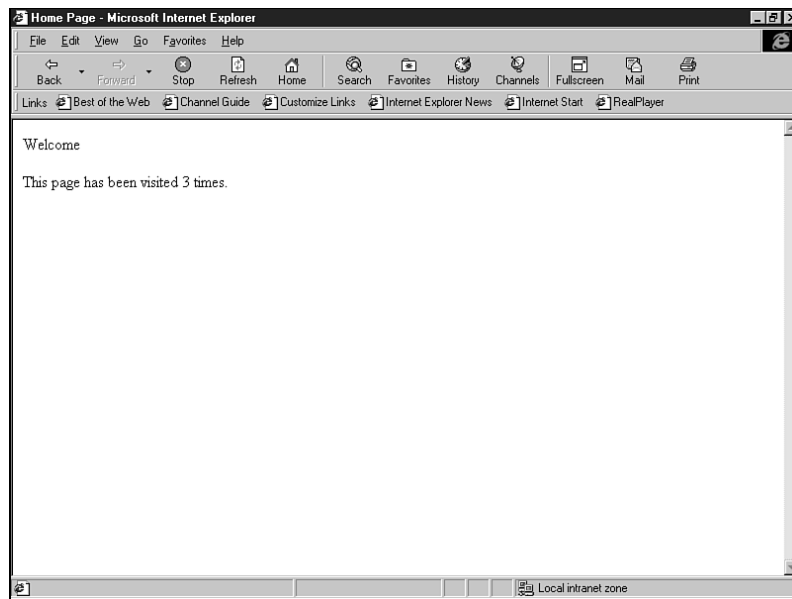 Home Page - Microsoft Internet Explorer
File Edit View Go Favorites Help
Back Forward Stop Refresh Home Search Favorites History Channels Fullscreen Mail Print
Links Best of the Web Channel Guide Customize Links Internet Explorer News Internet Start RealPlayer
Welcome
This page has been visited 3 times.
Local intranet zone